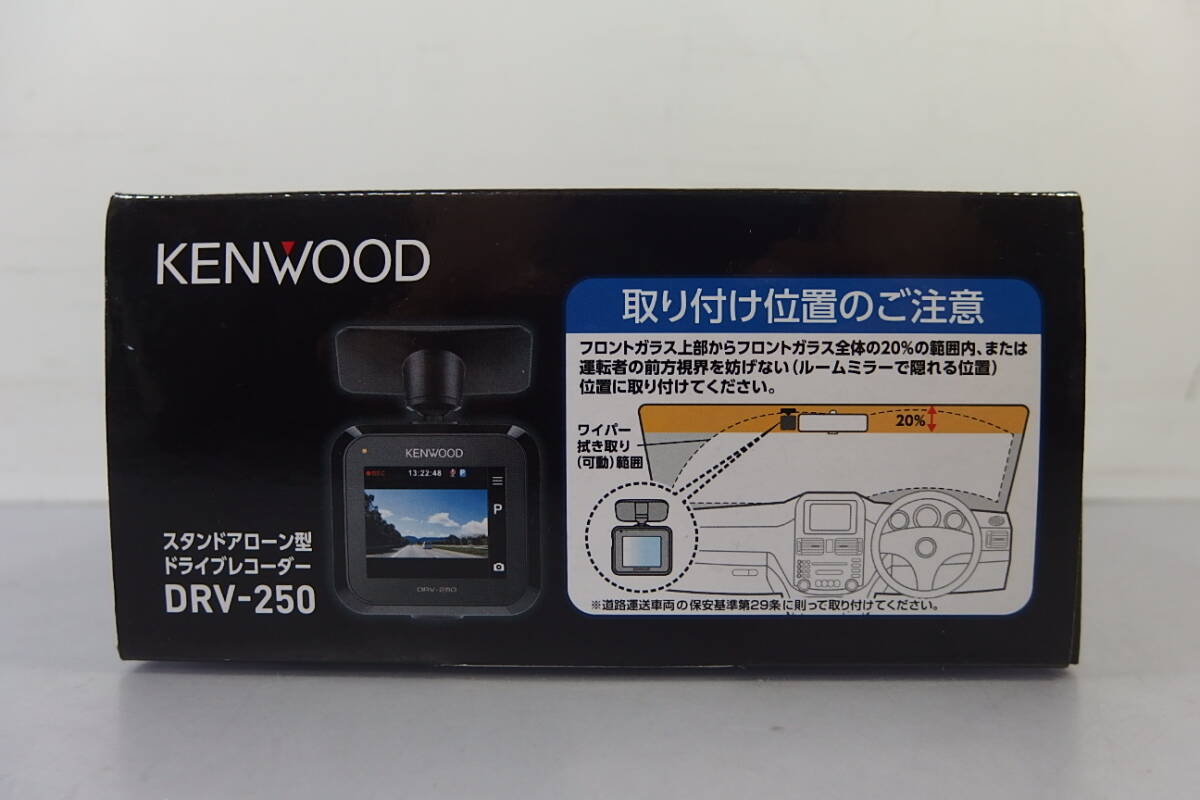 KENWOOD
KENWOOD
●REC 13:22:48
P
DRV-250
スタンドアローン型
ドライブレコーダー
DRV-250
取り付け位置のご注意
フロントガラス上部からフロントガラス全体の20%の範囲内、または
運転者の前方視界を妨げない(ルームミラーで隠れる位置)
位置に取り付けてください。
20%
ワイパー
拭き取り
(可動)範囲
※道路運送車両の保安基準第29条に則って取り付けてください。